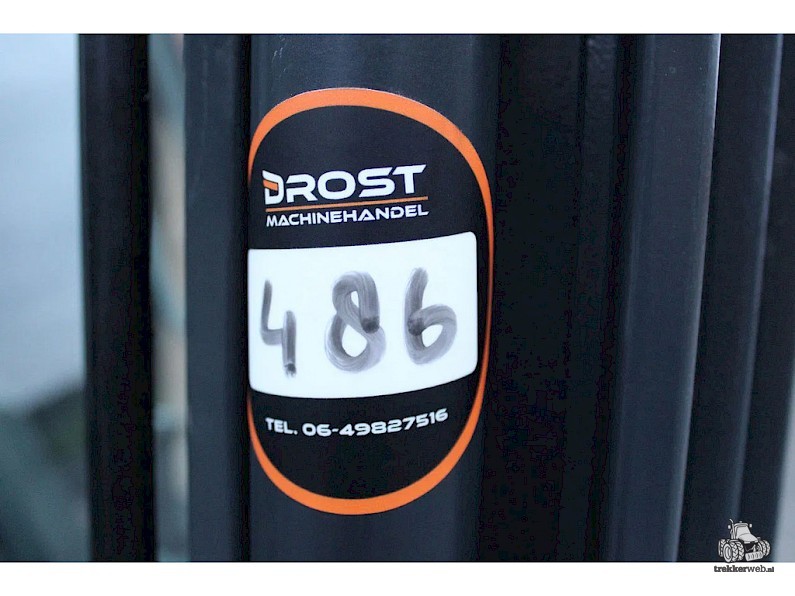 DROST
MACHINEHANDEL
486
TEL. 06-49827516
trekkerweb.nl